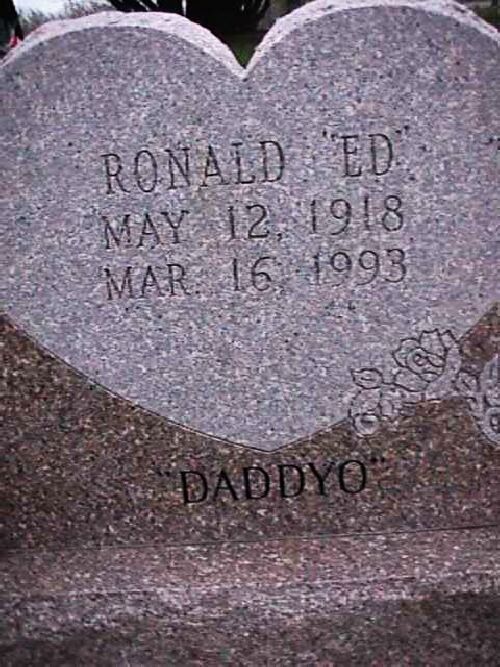 RONALD "ED"
MAY 12, 1918
MAR. 16, 1993
"DADDYO"